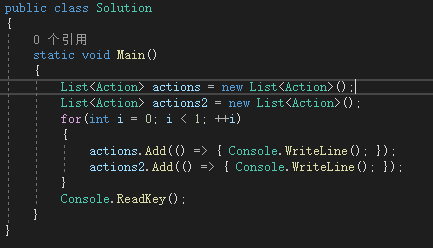 public class Solution
{
0 个引用
static void Main()
{
List<Action> actions = new List<Action>();
List<Action> actions2 = new List<Action>();
for(int i = 0; i < 1; ++i)
{
actions.Add(() => { Console.WriteLine(); });
actions2.Add(() => { Console.WriteLine(); });
}
Console.ReadKey();
}
}